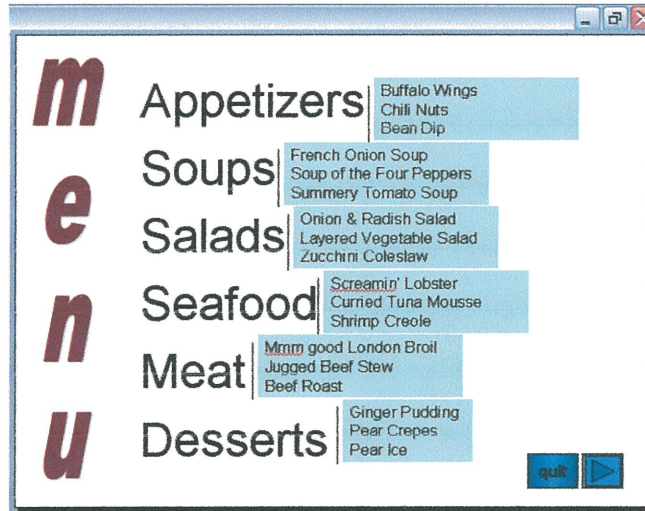 menu
Appetizers
Buffalo Wings
Chili Nuts
Bean Dip
Soups
French Onion Soup
Soup of the Four Peppers
Summery Tomato Soup
Salads
Onion & Radish Salad
Layered Vegetable Salad
Zucchini Coleslaw
Seafood
Screamin' Lobster
Curried Tuna Mousse
Shrimp Creole
Meat
Mmm good London Broil
Jugged Beef Stew
Beef Roast
Desserts
Ginger Pudding
Pear Crepes
Pear Ice
quit